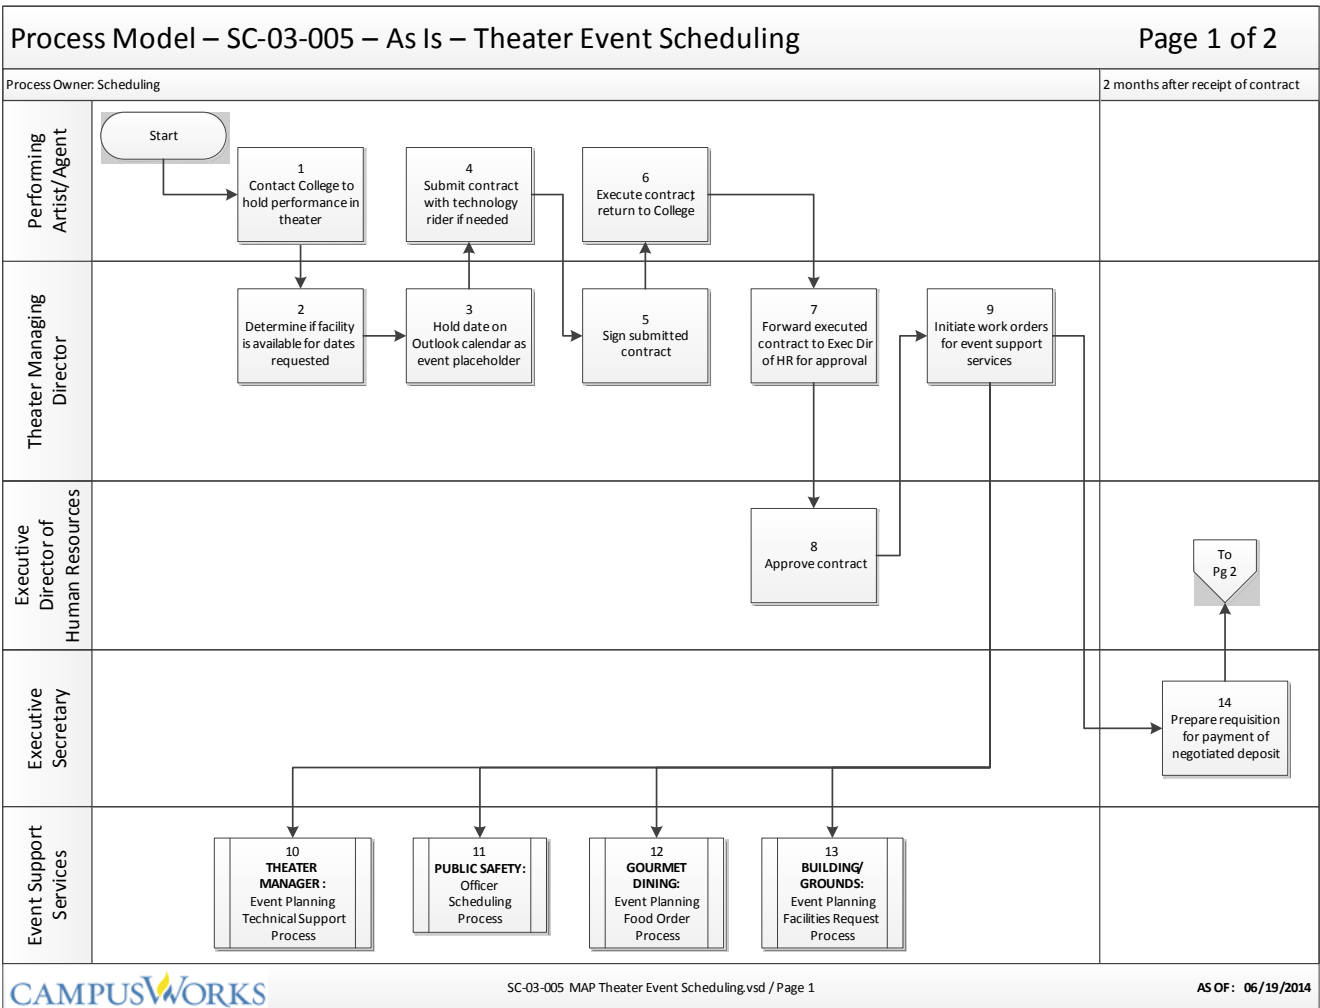 Process Model – SC-03-005 – As Is – Theater Event Scheduling
Page 1 of 2
Process Owner: Scheduling
2 months after receipt of contract
Performing
Artist/Agent
Start
1
Contact College to
hold performance in
theater
4
Submit contract
with technology
rider if needed
6
Execute contract;
return to College
Theater Managing
Director
2
Determine if facility
is available for dates
requested
3
Hold date on
Outlook calendar as
event placeholder
5
Sign submitted
contract
7
Forward executed
contract to Exec Dir
of HR for approval
9
Initiate work orders
for event support
services
Executive
Director of
Human Resources
8
Approve contract
To
Pg 2
Executive
Secretary
14
Prepare requisition
for payment of
negotiated deposit
Event Support
Services
10
THEATER
MANAGER:
Event Planning
Technical Support
Process
11
PUBLIC SAFETY:
Officer
Scheduling
Process
12
GOURMET
DINING:
Event Planning
Food Order
Process
13
BUILDING/
GROUNDS:
Event Planning
Facilities Request
Process
CAMPUSWORKS
SC-03-005 MAP Theater Event Scheduling.vsd / Page 1
AS OF: 06/19/2014